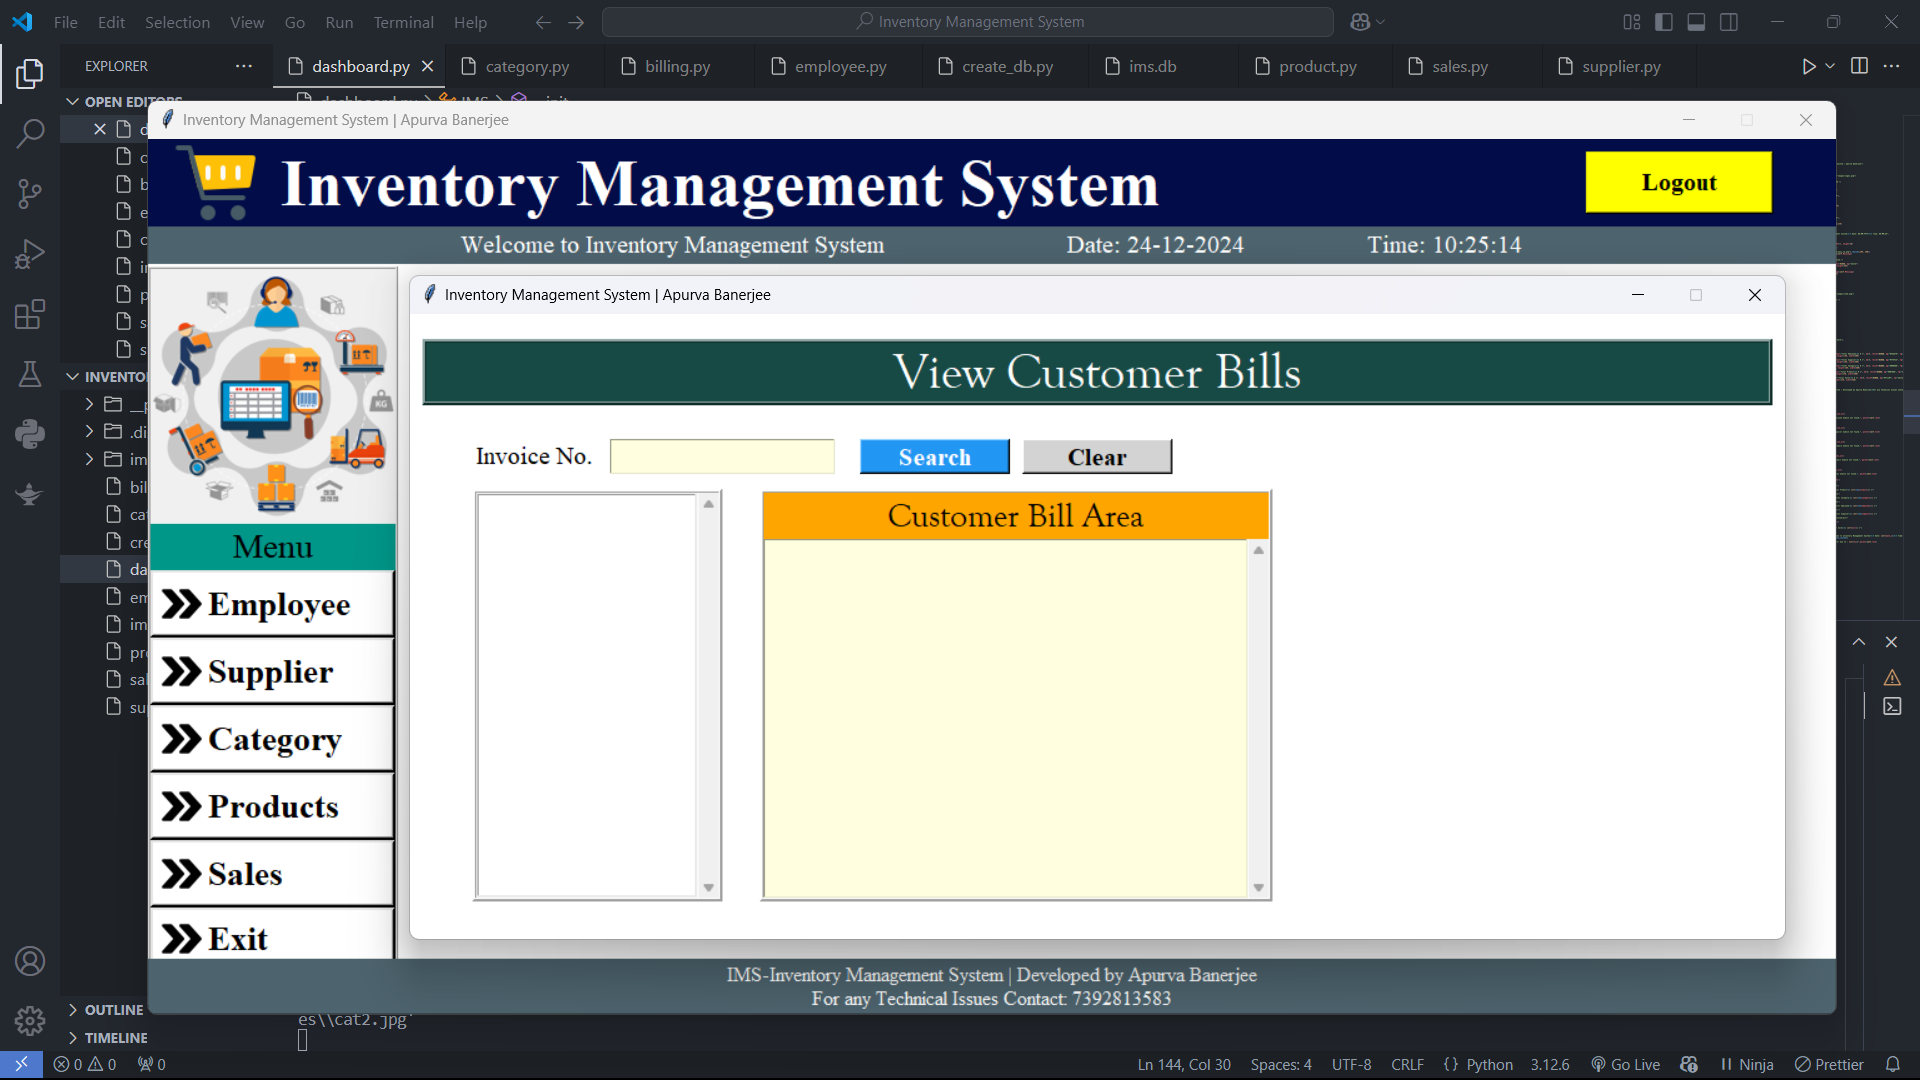 File Edit Selection View Go Run Terminal Help
Inventory Management System
EXPLORER
dashboard.py
category.py
billing.py
employee.py
create_db.py
ims.db
product.py
sales.py
supplier.py
OPEN EDITORS
Inventory Management System | Apurva Banerjee
Inventory Management System
Logout
Welcome to Inventory Management System
Date: 24-12-2024
Time: 10:25:14
Inventory Management System | Apurva Banerjee
View Customer Bills
Invoice No.
Search
Clear
Customer Bill Area
KG
Menu
Employee
Supplier
Category
Products
Sales
Exit
IMS-Inventory Management System | Developed by Apurva Banerjee
For any Technical Issues Contact: 7392813583
OUTLINE
TIMELINE
es\\cat2.jpg'
0 0 0
Ln 144, Col 30
Spaces: 4
UTF-8
CRLF
{} Python
3.12.6
Go Live
Ninja
Prettier